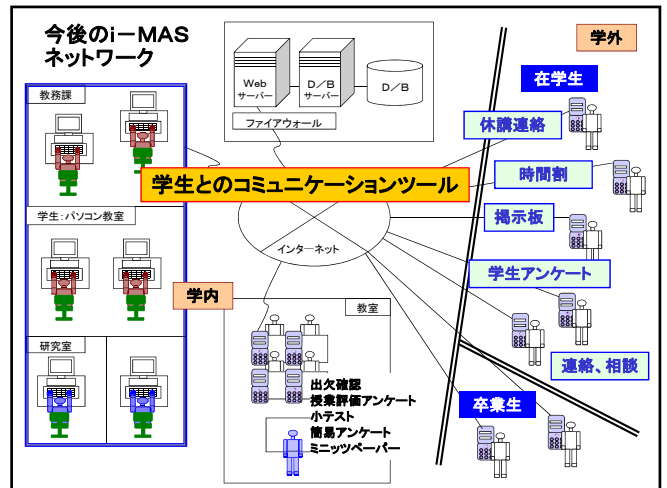 今後のi－MAS
ネットワーク
学外
教務課
Web
サーバー
D／B
サーバー
D／B
ファイアウォール
在学生
休講連絡
時間割
学生とのコミュニケーションツール
掲示板
学生：パソコン教室
インターネット
学生アンケート
学内
教室
研究室
連絡、相談
出欠確認
授業評価アンケート
小テスト
簡易アンケート
ミニッツペーパー
卒業生